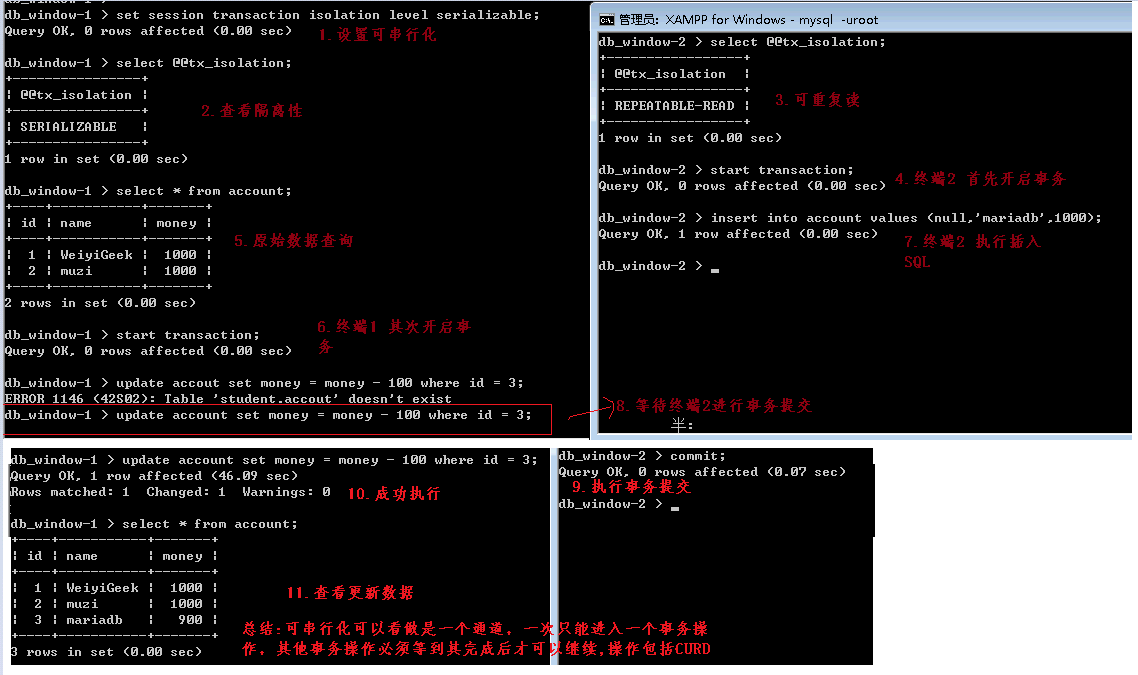 db_window-1 > set session transaction isolation level serializable;
Query OK, 0 rows affected (0.00 sec)
1.设置可串行化
db_window-1 > select @@tx_isolation;
+----------------+
| @@tx_isolation |
+----------------+
| SERIALIZABLE   |
+----------------+
2.查看隔离性
1 row in set (0.00 sec)
db_window-1 > select * from account;
+----+-----------+-------+
| id | name      | money |
+----+-----------+-------+
|  1 | WeiyiGeek |  1000 |
|  2 | muzi      |  1000 |
+----+-----------+-------+
5.原始数据查询
2 rows in set (0.00 sec)
db_window-1 > start transaction;
Query OK, 0 rows affected (0.00 sec)
6.终端1 其次开启事
务
db_window-1 > update accout set money = money - 100 where id = 3;
ERROR 1146 (42S02): Table 'student.accout' doesn't exist
db_window-1 > update account set money = money - 100 where id = 3;
管理员: XAMPP for Windows - mysql  -uroot
db_window-2 > select @@tx_isolation;
+-----------------+
| @@tx_isolation  |
+-----------------+
| REPEATABLE-READ |
+-----------------+
3.可重复读
1 row in set (0.00 sec)
db_window-2 > start transaction;
Query OK, 0 rows affected (0.00 sec)
4.终端2 首先开启事务
db_window-2 > insert into account values (null,'mariadb',1000);
Query OK, 1 row affected (0.00 sec)
7.终端2 执行插入
SQL
db_window-2 > _
8.等待终端2进行事务提交
半:
db_window-1 > update account set money = money - 100 where id = 3;
Query OK, 1 row affected (46.09 sec)
Rows matched: 1  Changed: 1  Warnings: 0
10.成功执行
db_window-1 > select * from account;
+----+-----------+-------+
| id | name      | money |
+----+-----------+-------+
|  1 | WeiyiGeek |  1000 |
|  2 | muzi      |  1000 |
|  3 | mariadb   |   900 |
+----+-----------+-------+
3 rows in set (0.00 sec)
11.查看更新数据
db_window-2 > commit;
Query OK, 0 rows affected (0.07 sec)
9.执行事务提交
db_window-2 > _
总结:可串行化可以看做是一个通道，一次只能进入一个事务操
作，其他事务操作必须等到其完成后才可以继续,操作包括CURD